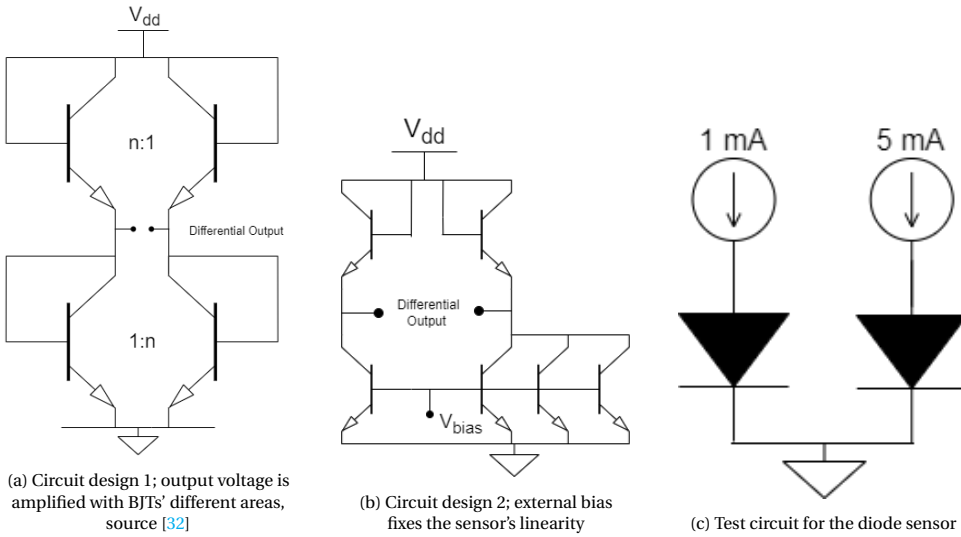 Vdd
n:1
Differential Output
1:n
(a) Circuit design 1; output voltage is
amplified with BJTs' different areas,
source [32]
Vdd
Differential
Output
Vbias
(b) Circuit design 2; external bias
fixes the sensor's linearity
1 mA
5 mA
(c) Test circuit for the diode sensor